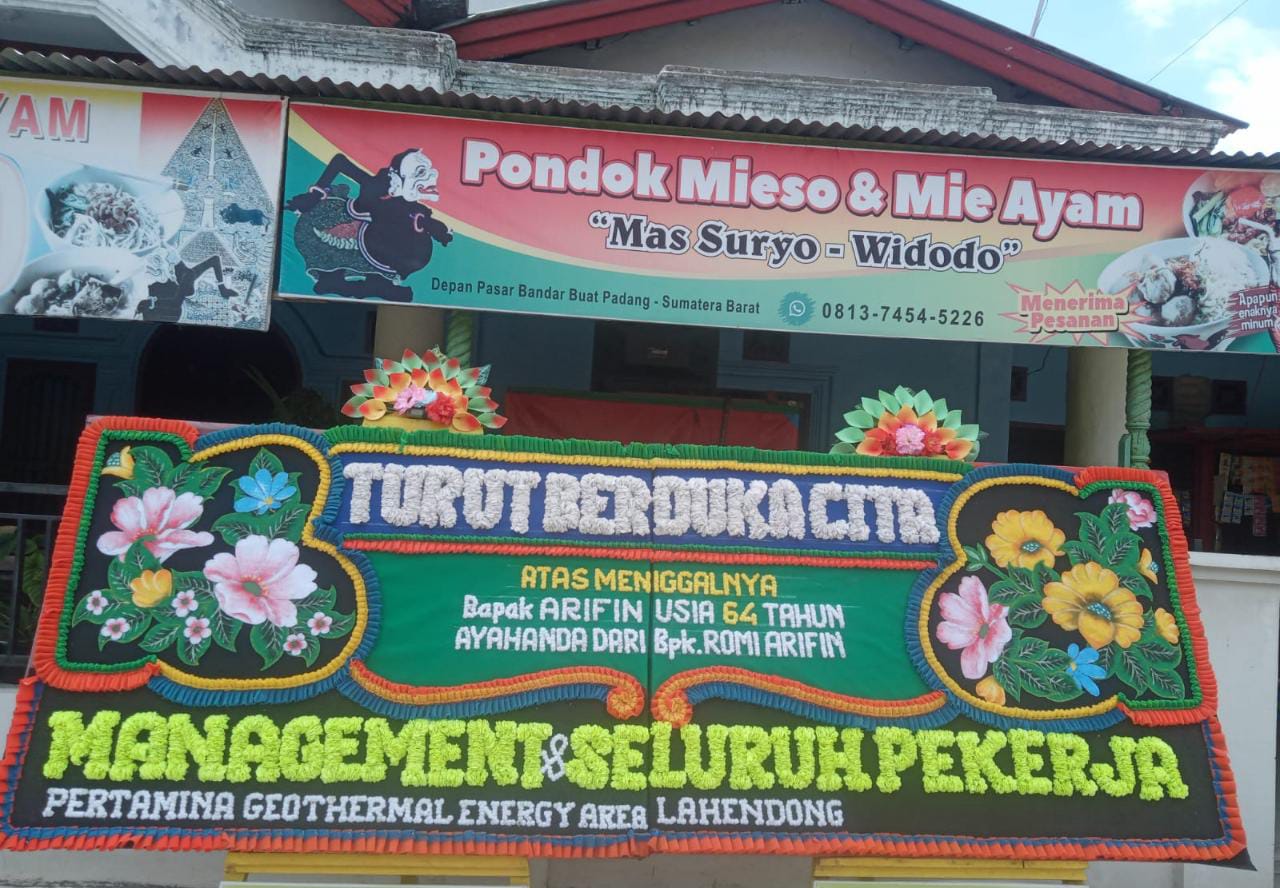 YAM
Pondok Mieso & Mie Ayam
“Mas Suryo - Widodo”
Depan Pasar Bandar Buat Padang - Sumatera Barat
0813-7454-5226
Menerima
Pesanan
Apapun
enaknya
minum
TURUT BERDUKA CITA
ATAS MENIGGALNYA
Bapak ARIFIN USIA 64 TAHUN
AYAHANDA DARI Bpk.ROMI ARIFIN
MANAGEMENT & SELURUH PEKERJA
PERTAMINA GEOTHERMAL ENERGY AREA LAHENDONG